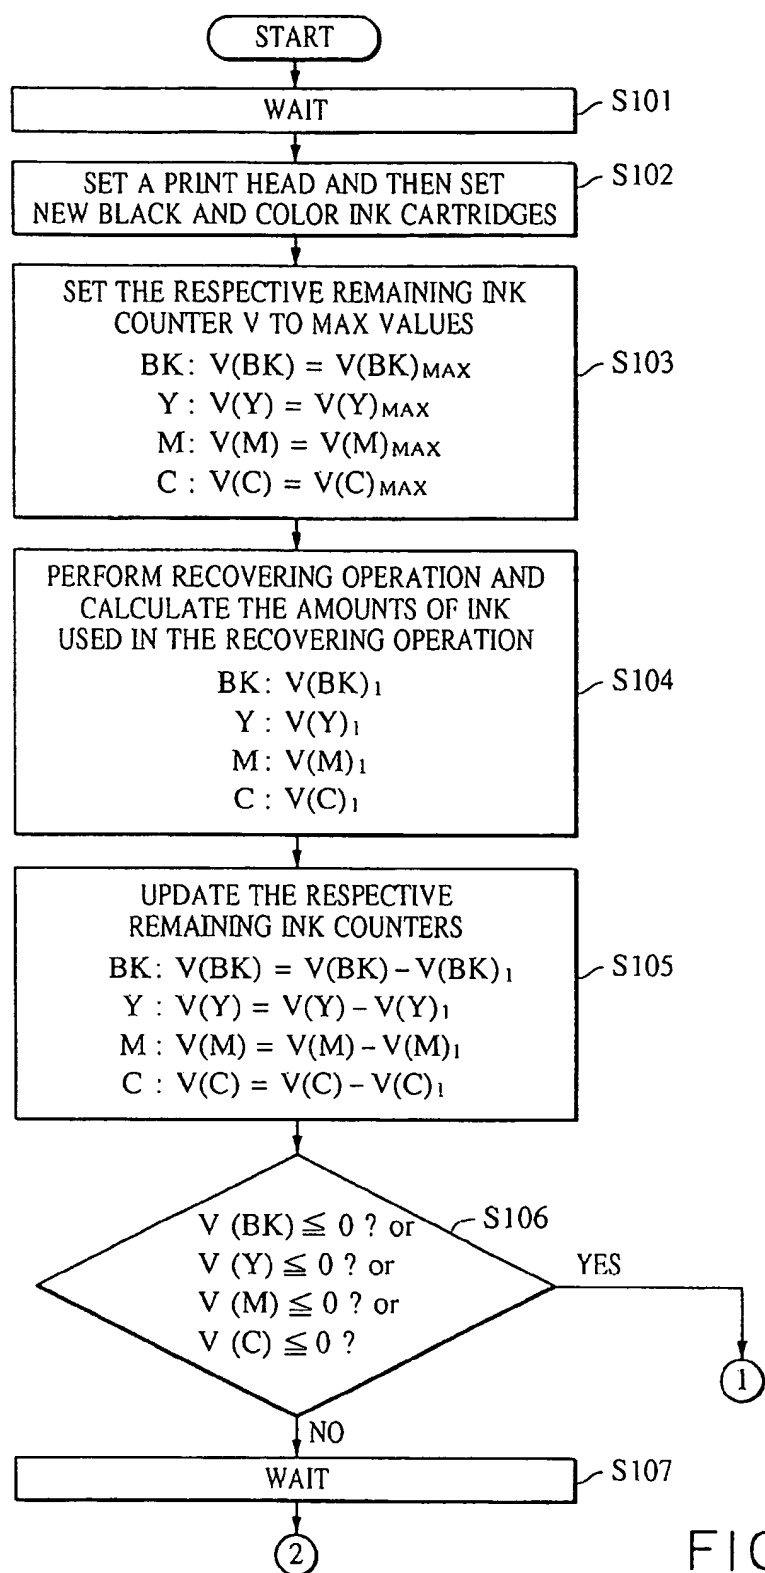 START
WAIT
S101
SET A PRINT HEAD AND THEN SET
NEW BLACK AND COLOR INK CARTRIDGES
S102
SET THE RESPECTIVE REMAINING INK
COUNTER V TO MAX VALUES
BK: V(BK) = V(BK)MAX
Y : V(Y) = V(Y)MAX
M: V(M) = V(M)MAX
C : V(C) = V(C)MAX
S103
PERFORM RECOVERING OPERATION AND
CALCULATE THE AMOUNTS OF INK
USED IN THE RECOVERING OPERATION
BK: V(BK)1
Y : V(Y)1
M: V(M)1
C : V(C)1
S104
UPDATE THE RESPECTIVE
REMAINING INK COUNTERS
BK: V(BK) = V(BK) – V(BK)1
Y : V(Y) = V(Y) – V(Y)1
M : V(M) = V(M) – V(M)1
C : V(C) = V(C) – V(C)1
S105
V (BK) ≦ 0 ? or
V (Y) ≦ 0 ? or
V (M) ≦ 0 ? or
V (C) ≦ 0 ?
S106
YES
1
NO
WAIT
S107
2
FIG